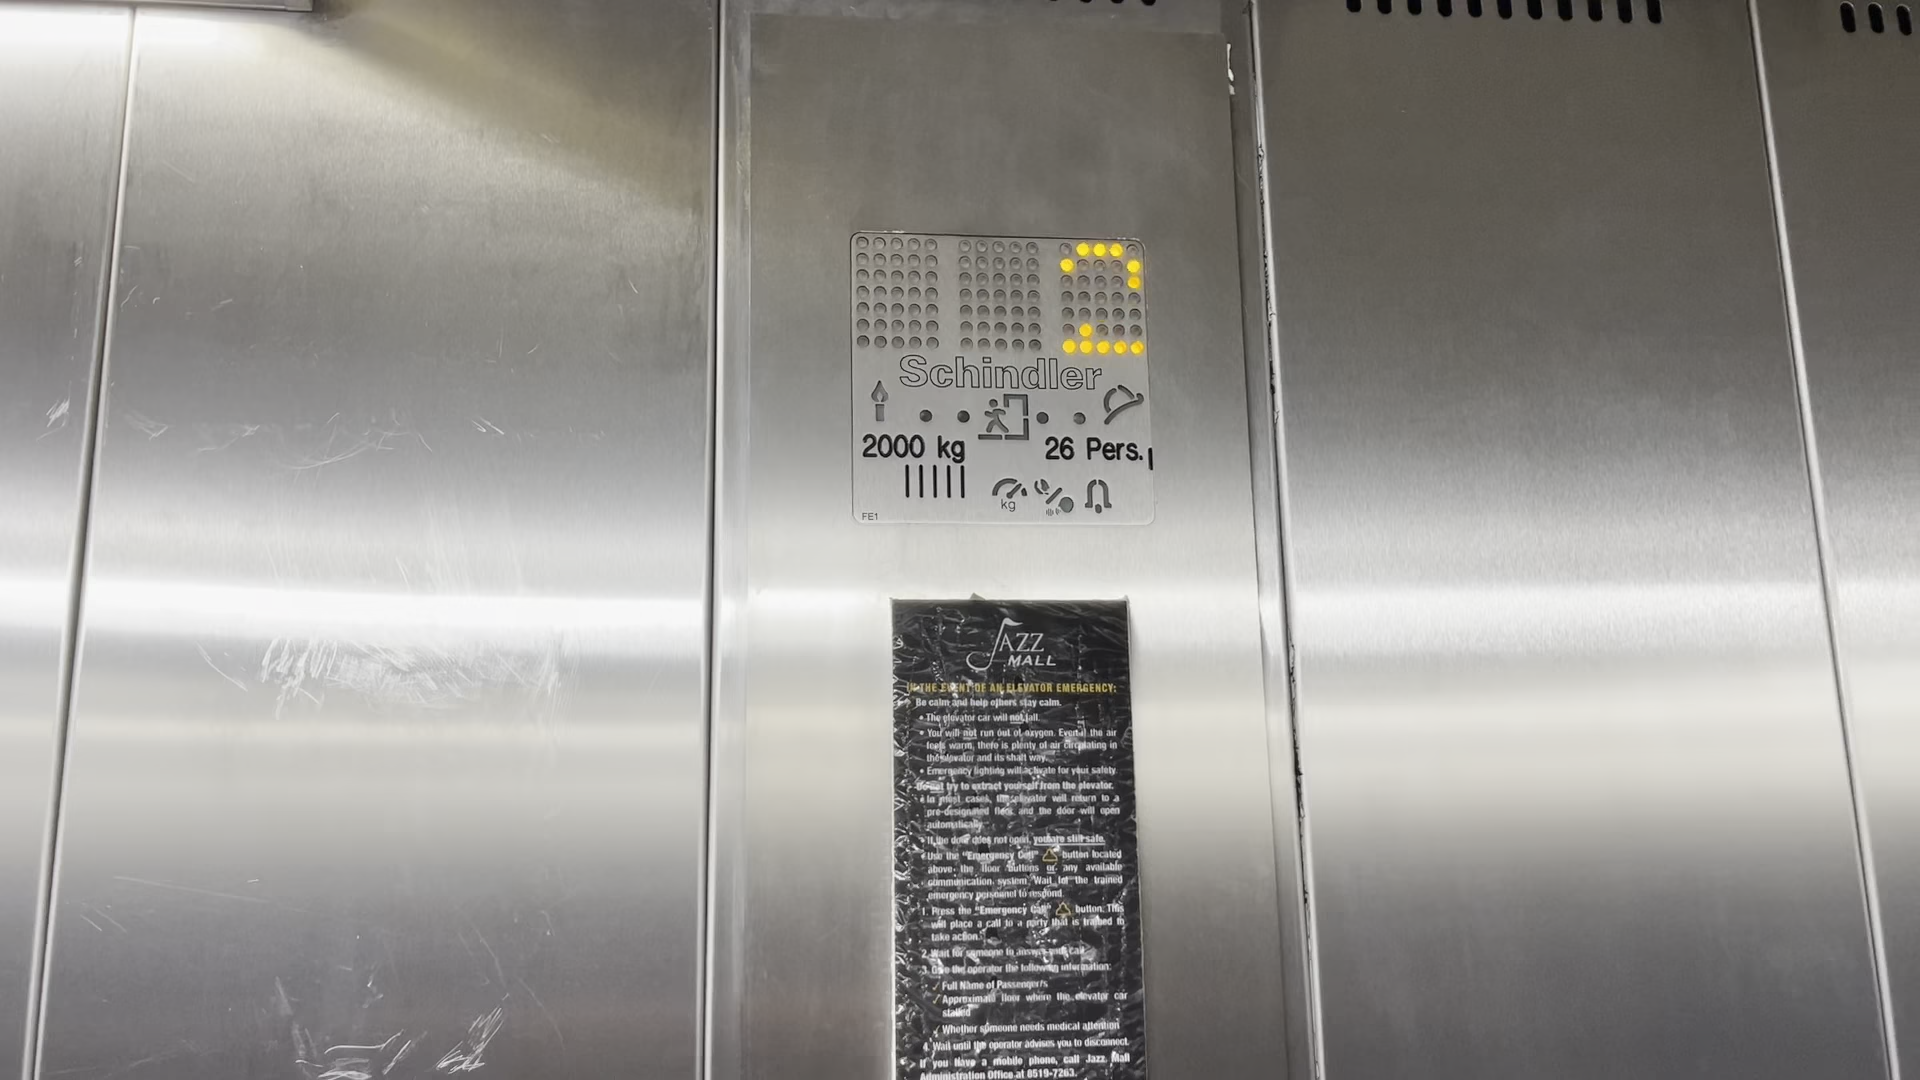 2
Schindler
2000 kg 26 Pers.
kg
FE1
JAZZ
MALL
IN THE EVENT OF AN ELEVATOR EMERGENCY:
Be calm and help others stay calm.
• The elevator car will not fall.
• You will not run out of oxygen. Even if the air
feels warm, there is plenty of air circulating in
the elevator and its shaft way.
• Emergency lighting will activate for your safety.
Do not try to extract yourself from the elevator.
• In most cases, the elevator will return to a
pre-designated floor and the door will open
automatically.
• If the door does not open, you are still safe.
• Use the "Emergency Call" button located
above the floor buttons or any available
communication system. Wait for the trained
emergency personnel to respond.
1. Press the "Emergency Call" button. This
will place a call to a party that is trained to
take action.
2. Wait for someone to answer your call.
3. Give the operator the following information:
✓ Full Name of Passenger/s
✓ Approximate floor where the elevator car
stalled
✓ Whether someone needs medical attention
4. Wait until the operator advises you to disconnect.
If you have a mobile phone, call Jazz Mall
Administration Office at 8519-7263.